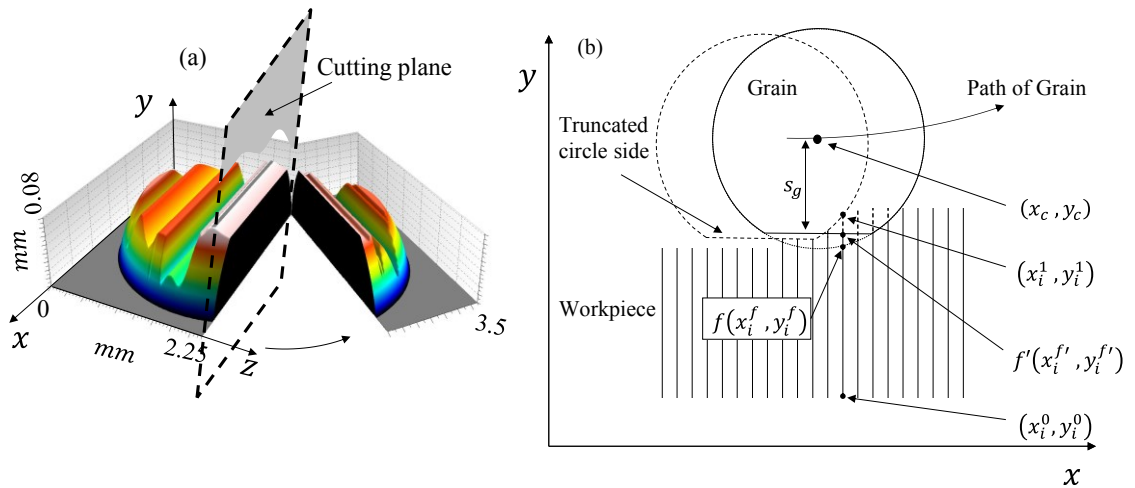 (a)
Cutting plane
y
0.08
mm
0
x
mm
2.25
z
3.5
(b)
y
Grain
Path of Grain
Truncated
circle side
s_g
(x_c , y_c)
(x_i^1 , y_i^1)
Workpiece
f(x_i^f , y_i^f)
f'(x_i^{f'} , y_i^{f'})
(x_i^0 , y_i^0)
x